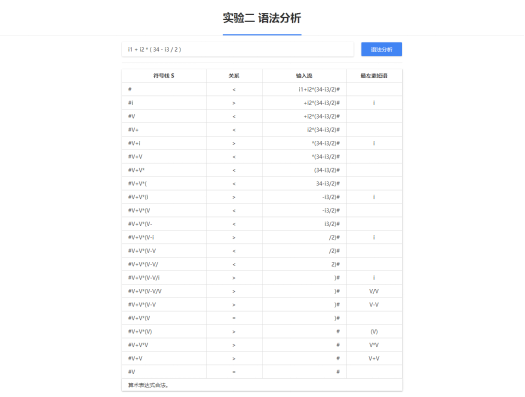 实验二 语法分析
i1 + i2 * ( 34 - i3 / 2 )
语法分析
符号栈 S 关系 输入流 最左素短语
# < i1+i2*(34-i3/2)#
#i > +i2*(34-i3/2)# i
#V < +i2*(34-i3/2)#
#V+ < i2*(34-i3/2)#
#V+i > *(34-i3/2)# i
#V+V < *(34-i3/2)#
#V+V* < (34-i3/2)#
#V+V*( < 34-i3/2)#
#V+V*(i > -i3/2)# i
#V+V*(V < -i3/2)#
#V+V*(V- < i3/2)#
#V+V*(V-i > /2)# i
#V+V*(V-V < /2)#
#V+V*(V-V/ < 2)#
#V+V*(V-V/i > )# i
#V+V*(V-V/V > )# V/V
#V+V*(V-V > )# V-V
#V+V*(V = )#
#V+V*(V) > # (V)
#V+V*V > # V*V
#V+V > # V+V
#V = #
算术表达式合法。